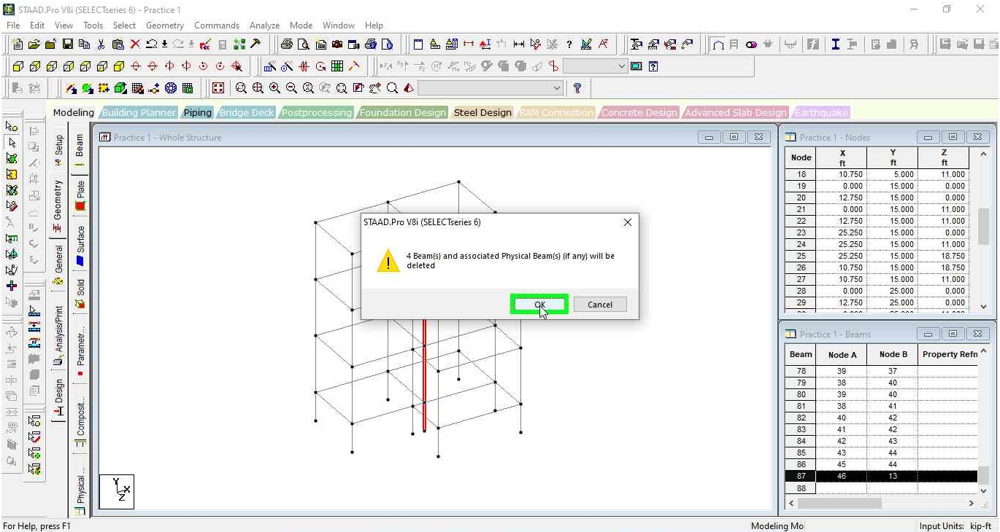 STAAD.Pro V8i (SELECTseries 6) - Practice 1
File Edit View Tools Select Geometry Commands Analyze Mode Window Help
Modeling Building Planner Piping Bridge Deck Postprocessing Foundation Design Steel Design RAM Connection Concrete Design Advanced Slab Design Earthquake
Setup
Geometry
General
Analysis/Print
Design
Beam
Plate
Surface
Solid
Parametr...
Composit...
Physical ...
Practice 1 - Whole Structure
STAAD.Pro V8i (SELECTseries 6)
4 Beam(s) and associated Physical Beam(s) (if any) will be
deleted
OK Cancel
Y
X
Z
Practice 1 - Nodes
Node X Y Z
ft ft ft
18 10.750 5.000 11.000
19 0.000 15.000 0.000
20 12.750 15.000 0.000
21 0.000 15.000 11.000
22 12.750 15.000 11.000
23 25.250 15.000 0.000
24 25.250 15.000 11.000
25 25.250 15.000 18.750
26 10.750 15.000 18.750
27 10.750 15.000 11.000
28 0.000 25.000 0.000
29 12.750 25.000 0.000
Practice 1 - Beams
Beam Node A Node B Property Refn
78 39 37
79 38 40
80 39 40
81 38 41
82 40 42
83 41 42
84 42 43
85 43 44
86 45 44
87 46 13
88
For Help, press F1 Modeling Mo Input Units: kip-ft